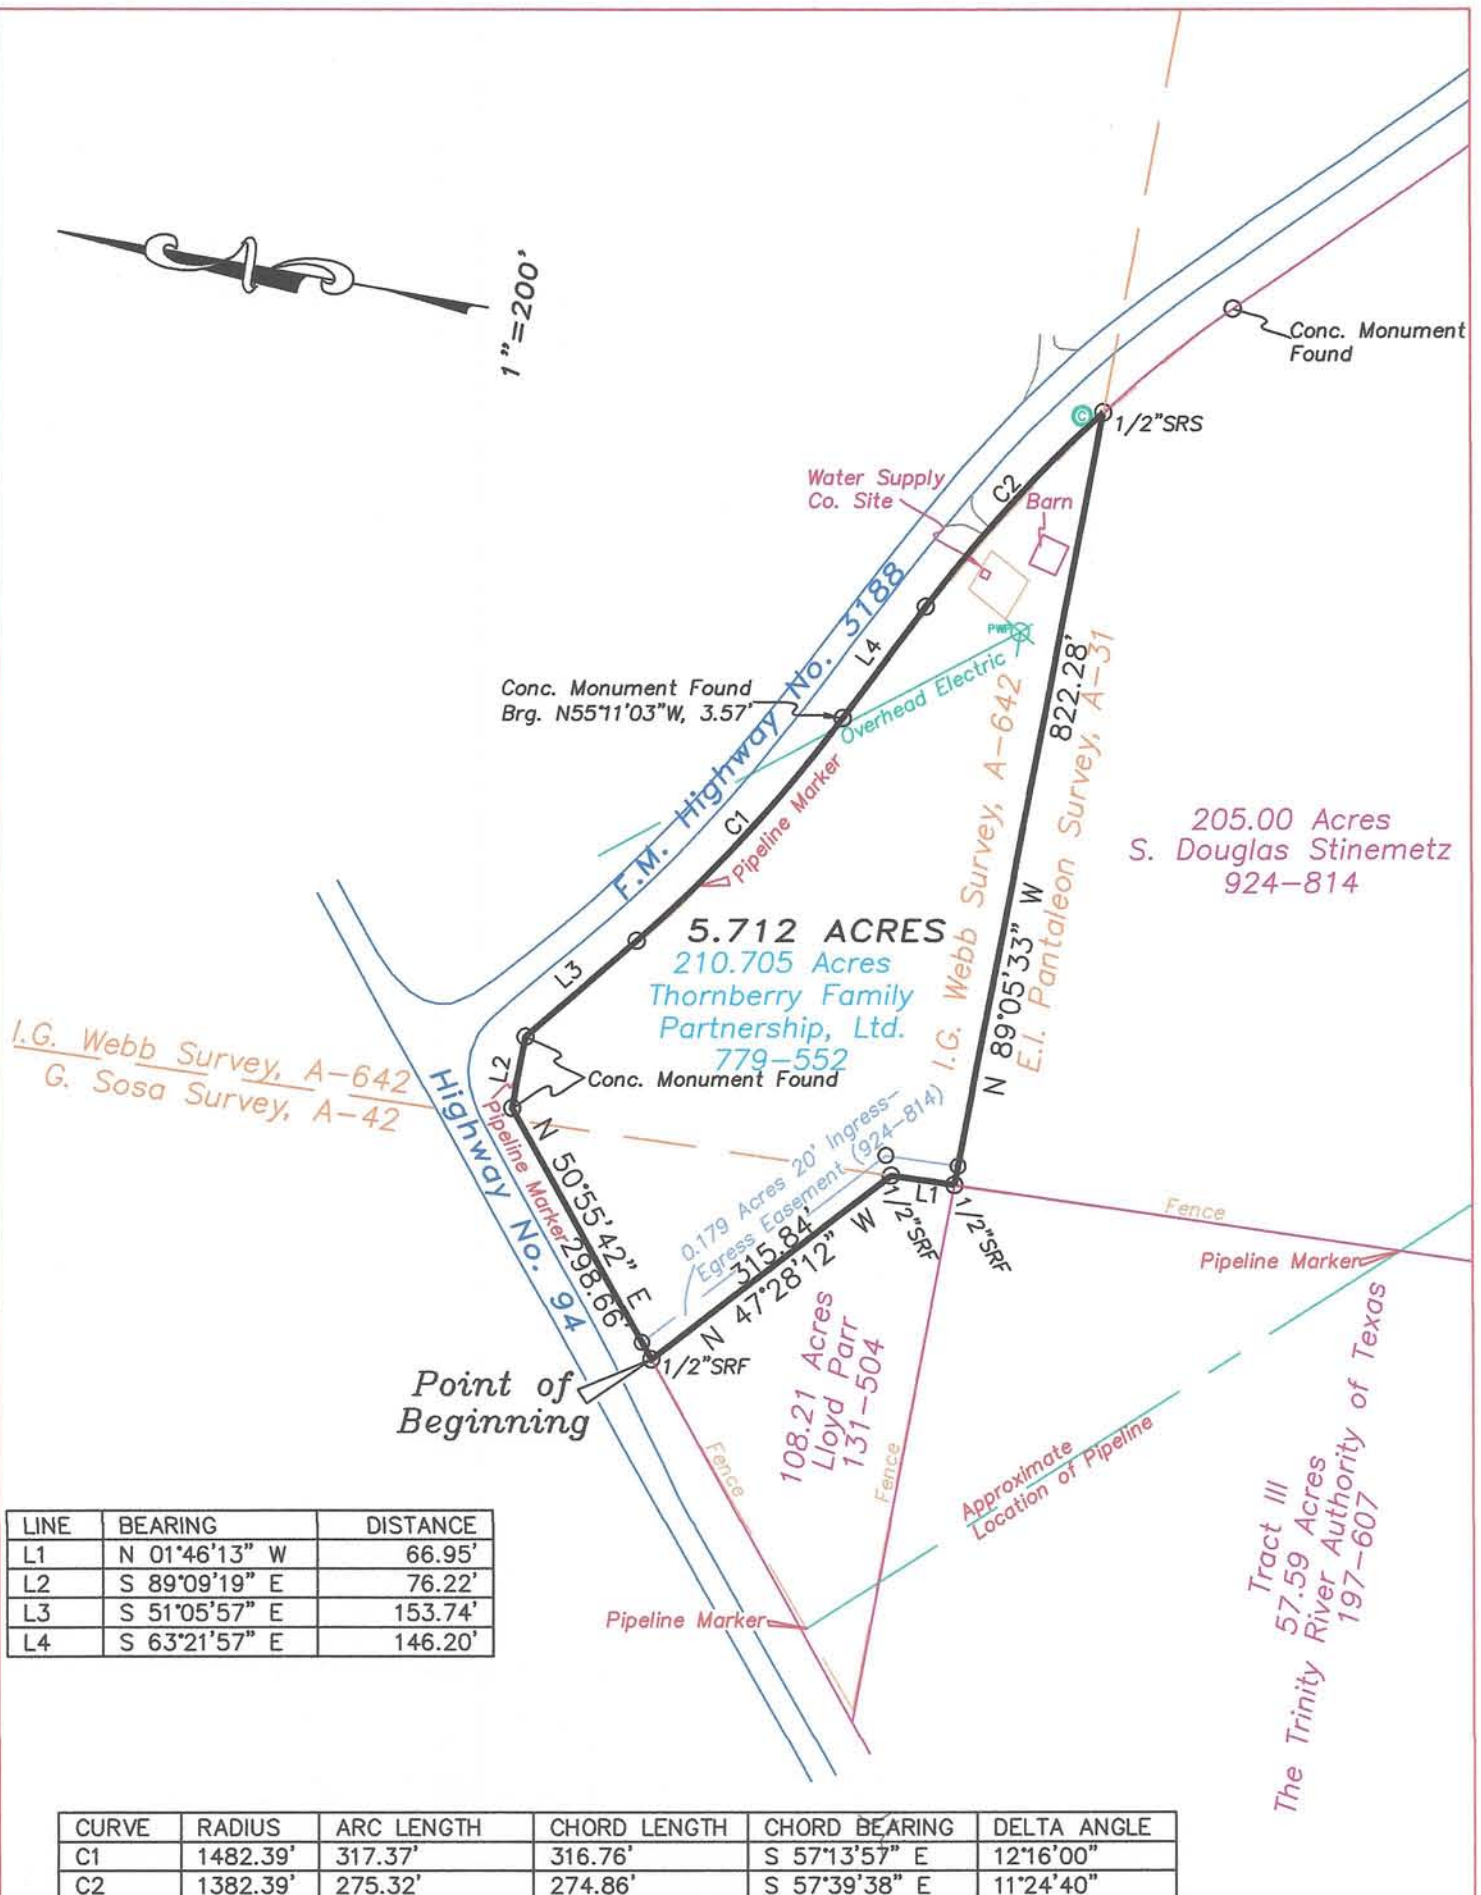 1"=200'
Conc. Monument
Found
1/2"SRS
Water Supply
Co. Site
C2
Barn
F.M. Highway No. 3188
L4
PWP
Overhead Electric
Conc. Monument Found
Brg. N55°11'03"W, 3.57'
C1
Pipeline Marker
822.28'
N 89°05'33" W
I.G. Webb Survey, A-642
E.I. Pantaleon Survey, A-31
205.00 Acres
S. Douglas Stinemetz
924-814
5.712 ACRES
210.705 Acres
Thornberry Family
Partnership, Ltd.
779-552
L3
L2
Conc. Monument Found
I.G. Webb Survey, A-642
G. Sosa Survey, A-42
Highway No. 94
Pipeline Marker
N 50°55'42" E
298.66'
0.179 Acres 20' Ingress-
Egress Easement (924-814)
315.84'
N 47°28'12" W
L1
1/2"SRF
1/2"SRF
Fence
Pipeline Marker
1/2"SRF
Point of
Beginning
108.21 Acres
Lloyd Parr
131-504
Fence
Fence
Approximate
Location of Pipeline
Tract III
57.59 Acres
The Trinity River Authority of Texas
197-607
Pipeline Marker
LINE BEARING DISTANCE
L1 N 01°46'13" W 66.95'
L2 S 89°09'19" E 76.22'
L3 S 51°05'57" E 153.74'
L4 S 63°21'57" E 146.20'
CURVE RADIUS ARC LENGTH CHORD LENGTH CHORD BEARING DELTA ANGLE
C1 1482.39' 317.37' 316.76' S 57°13'57" E 12°16'00"
C2 1382.39' 275.32' 274.86' S 57°39'38" E 11°24'40"